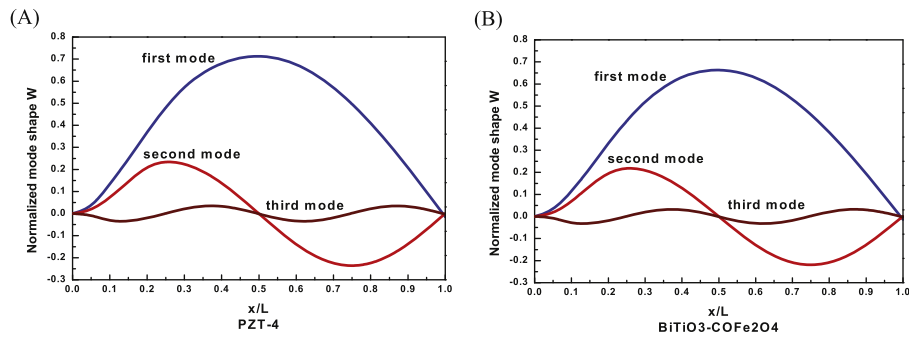 (A)
Normalized mode shape W
0.8
0.7
0.6
0.5
0.4
0.3
0.2
0.1
0.0
-0.1
-0.2
-0.3
first mode
second mode
third mode
0.0 0.1 0.2 0.3 0.4 0.5 0.6 0.7 0.8 0.9 1.0
x/L
PZT-4
(B)
Normalized mode shape W
0.8
0.7
0.6
0.5
0.4
0.3
0.2
0.1
0.0
-0.1
-0.2
-0.3
first mode
second mode
third mode
0.0 0.1 0.2 0.3 0.4 0.5 0.6 0.7 0.8 0.9 1.0
x/L
BiTiO3-COFe2O4